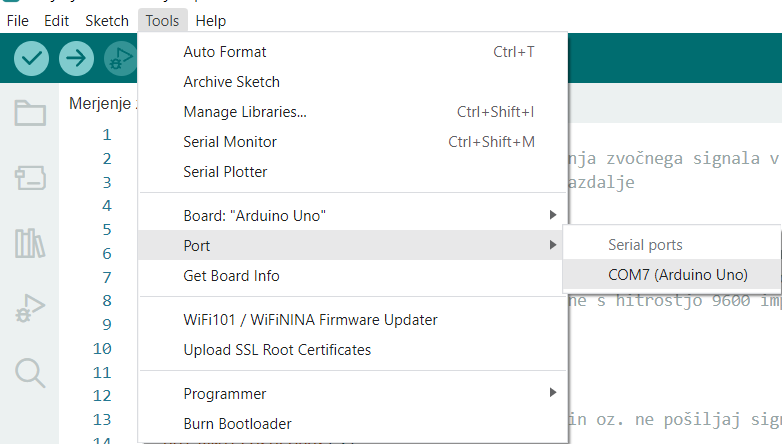 File Edit Sketch Tools Help
Auto Format Ctrl+T
Archive Sketch
Manage Libraries... Ctrl+Shift+I
Serial Monitor Ctrl+Shift+M
Serial Plotter
Board: "Arduino Uno"
Port
Get Board Info
WiFi101 / WiFiNINA Firmware Updater
Upload SSL Root Certificates
Programmer
Burn Bootloader
Serial ports
COM7 (Arduino Uno)
Merjenje
1
2 nja zvočnega signala v
3 azdalje
4
5
6
7
8 ne s hitrostjo 9600 imp
9
10
11
12
13 in oz. ne pošiljaj sign
14